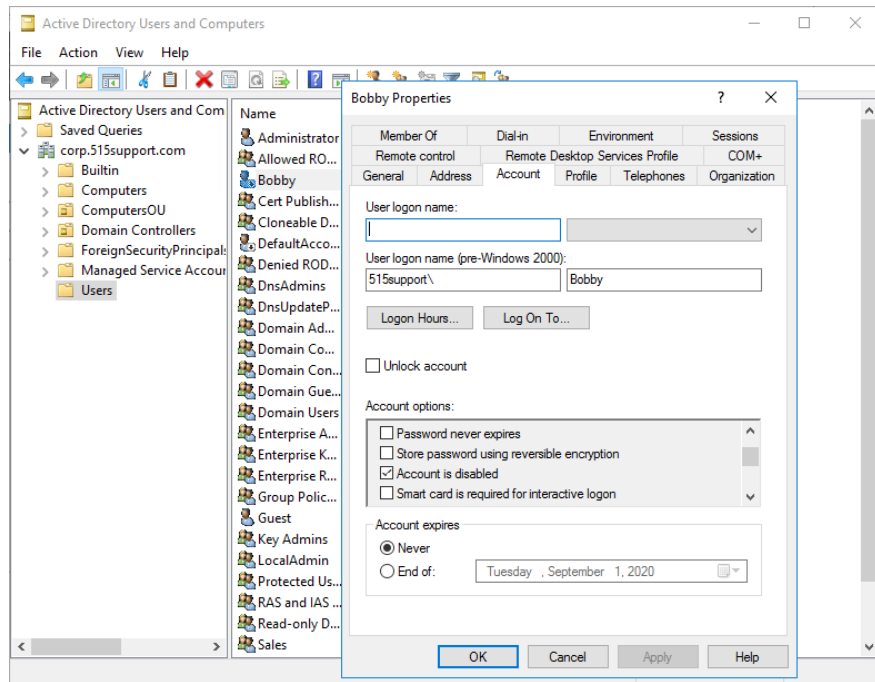 Active Directory Users and Computers
File Action View Help
Active Directory Users and Com
Saved Queries
corp.515support.com
Builtin
Computers
ComputersOU
Domain Controllers
ForeignSecurityPrincipals
Managed Service Accour
Users
Name
Administrator
Allowed RO...
Bobby
Cert Publish...
Cloneable D...
DefaultAcco...
Denied ROD...
DnsAdmins
DnsUpdateP...
Domain Ad...
Domain Co...
Domain Con...
Domain Gue...
Domain Users
Enterprise A...
Enterprise K...
Enterprise R...
Group Polic...
Guest
Key Admins
LocalAdmin
Protected Us...
RAS and IAS ...
Read-only D...
Sales
Bobby Properties
Member Of Dial-in Environment Sessions
Remote control Remote Desktop Services Profile COM+
General Address Account Profile Telephones Organization
User logon name:
User logon name (pre-Windows 2000):
515support\ Bobby
Logon Hours... Log On To...
Unlock account
Account options:
Password never expires
Store password using reversible encryption
Account is disabled
Smart card is required for interactive logon
Account expires
Never
End of: Tuesday , September 1, 2020
OK Cancel Apply Help